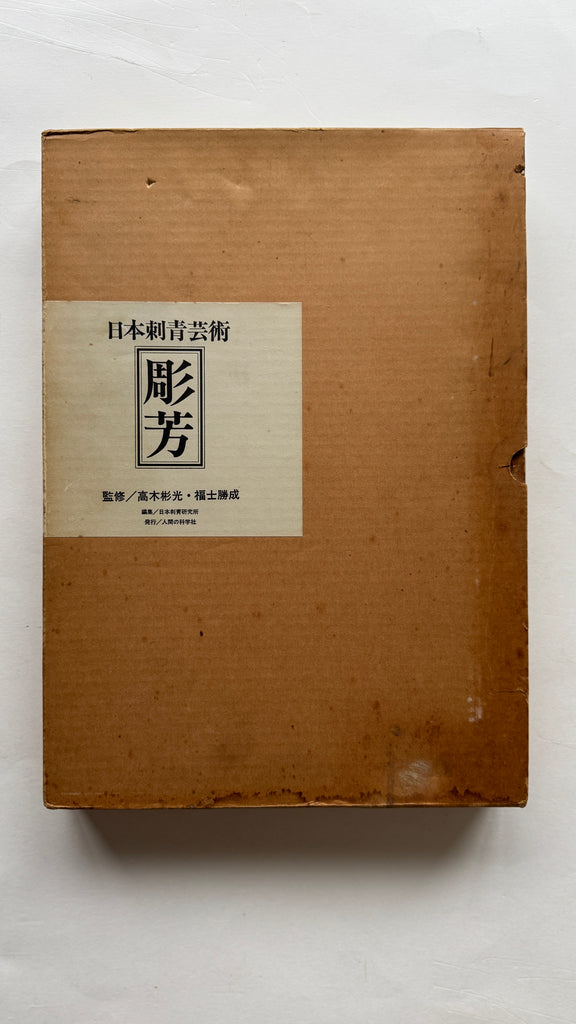 日本刺青芸術
彫芳
監修／高木彬光・福士勝成
編集／日本刺青研究所
発行／人間の科学社